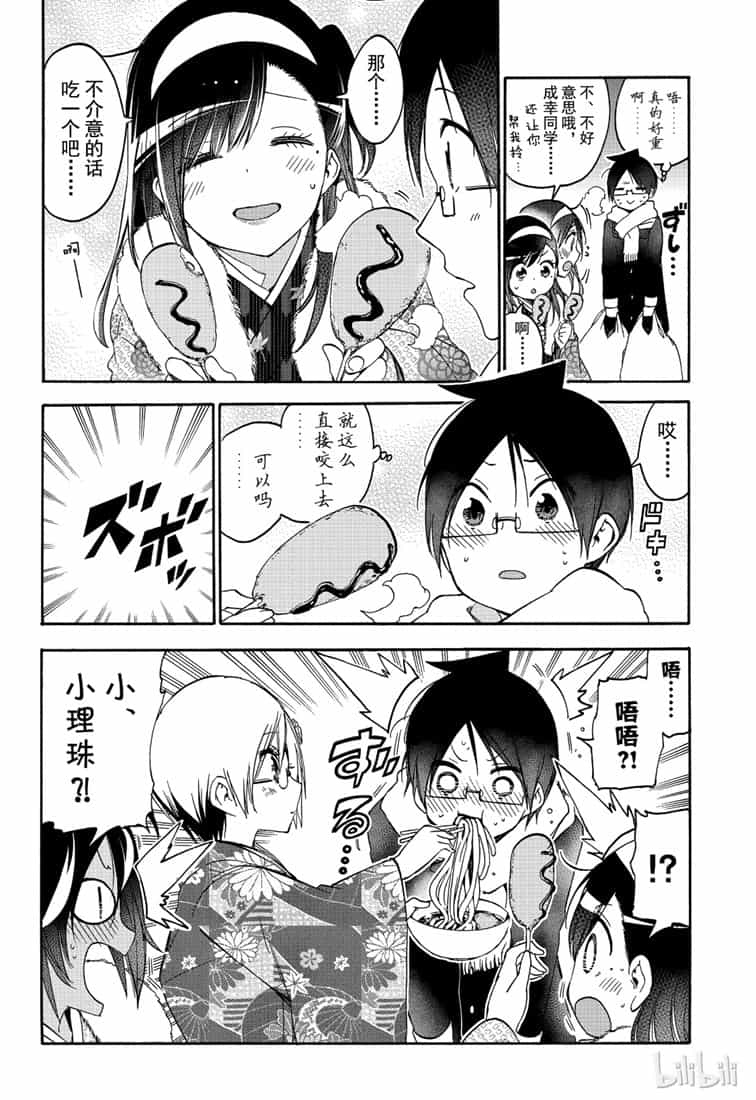 唔……
真的好重
啊……
不、不好
意思哦，
成幸同学…
还让你
帮我拎…
ずし…
啊……
那个……
不介意的话
吃一个吧……
啊…
哎……
ドキ…
就这么
直接咬上去
……
……可以吗
ズボッ
唔……
唔唔?!
!?
ずるる…
小、
小理珠?!
bilibili